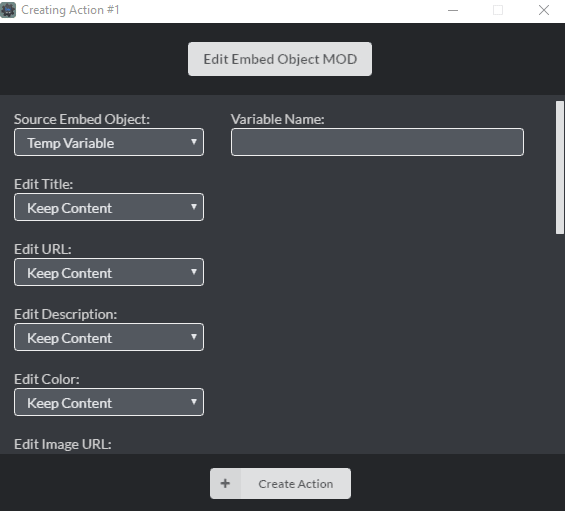 Creating Action #1
Edit Embed Object MOD
Source Embed Object: Variable Name:
Temp Variable
Edit Title:
Keep Content
Edit URL:
Keep Content
Edit Description:
Keep Content
Edit Color:
Keep Content
Edit Image URL:
+ Create Action